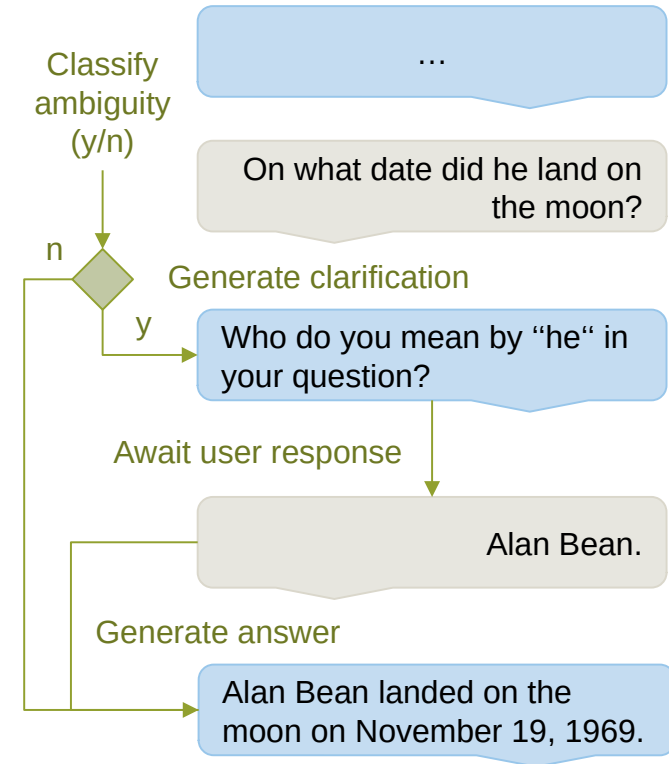 ...
Classify
ambiguity
(y/n)
On what date did he land on
the moon?
n
Generate clarification
y
Who do you mean by “he“ in
your question?
Await user response
Alan Bean.
Generate answer
Alan Bean landed on the
moon on November 19, 1969.